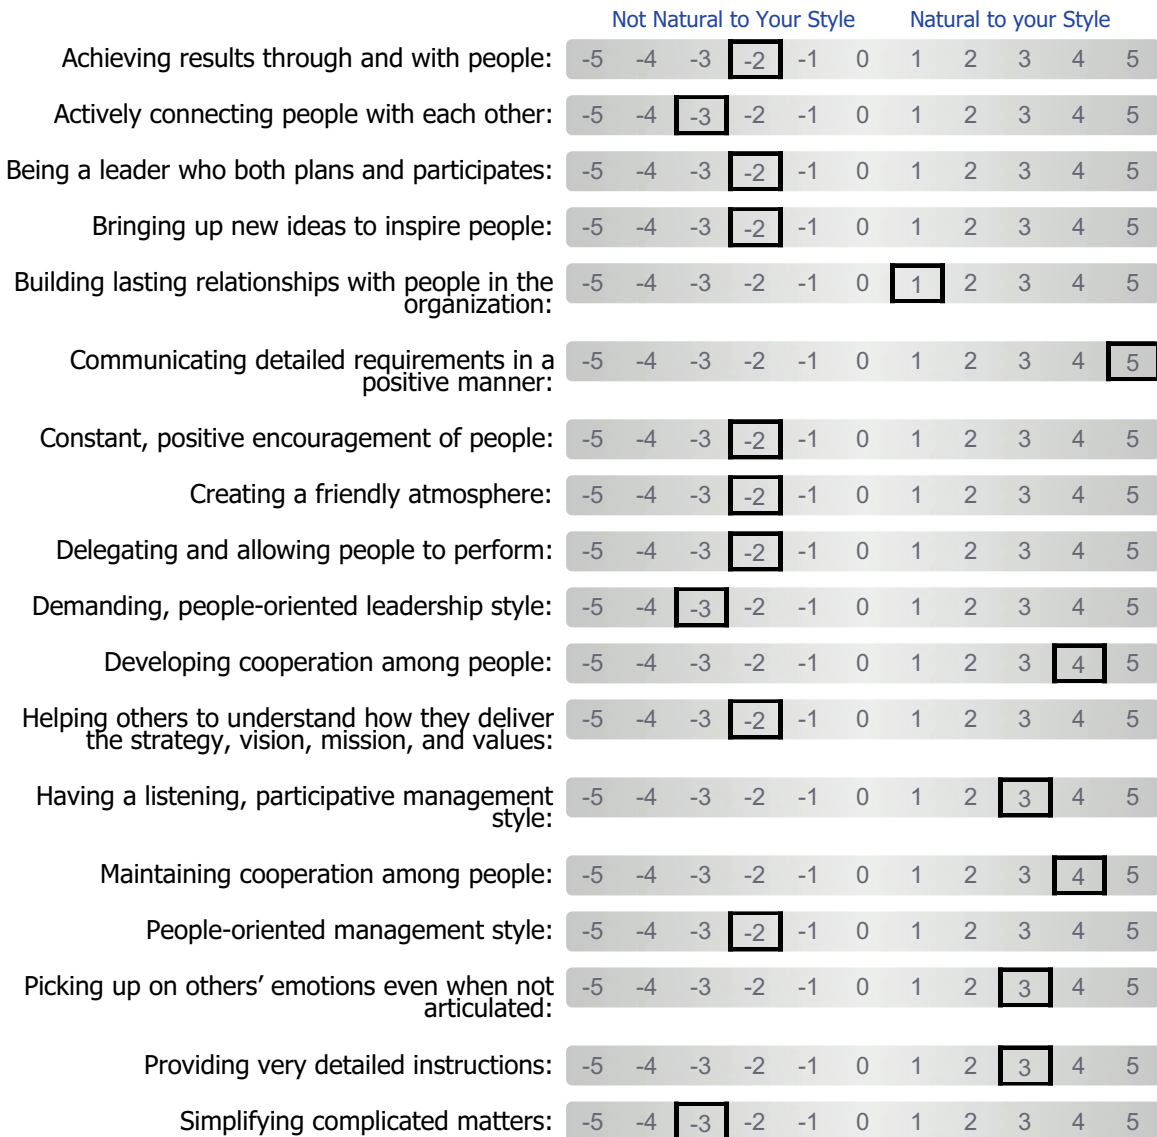 Not Natural to Your Style Natural to your Style
Achieving results through and with people: -5 -4 -3 -2 -1 0 1 2 3 4 5
Actively connecting people with each other: -5 -4 -3 -2 -1 0 1 2 3 4 5
Being a leader who both plans and participates: -5 -4 -3 -2 -1 0 1 2 3 4 5
Bringing up new ideas to inspire people: -5 -4 -3 -2 -1 0 1 2 3 4 5
Building lasting relationships with people in the
organization: -5 -4 -3 -2 -1 0 1 2 3 4 5
Communicating detailed requirements in a
positive manner: -5 -4 -3 -2 -1 0 1 2 3 4 5
Constant, positive encouragement of people: -5 -4 -3 -2 -1 0 1 2 3 4 5
Creating a friendly atmosphere: -5 -4 -3 -2 -1 0 1 2 3 4 5
Delegating and allowing people to perform: -5 -4 -3 -2 -1 0 1 2 3 4 5
Demanding, people-oriented leadership style: -5 -4 -3 -2 -1 0 1 2 3 4 5
Developing cooperation among people: -5 -4 -3 -2 -1 0 1 2 3 4 5
Helping others to understand how they deliver
the strategy, vision, mission, and values: -5 -4 -3 -2 -1 0 1 2 3 4 5
Having a listening, participative management
style: -5 -4 -3 -2 -1 0 1 2 3 4 5
Maintaining cooperation among people: -5 -4 -3 -2 -1 0 1 2 3 4 5
People-oriented management style: -5 -4 -3 -2 -1 0 1 2 3 4 5
Picking up on others’ emotions even when not
articulated: -5 -4 -3 -2 -1 0 1 2 3 4 5
Providing very detailed instructions: -5 -4 -3 -2 -1 0 1 2 3 4 5
Simplifying complicated matters: -5 -4 -3 -2 -1 0 1 2 3 4 5